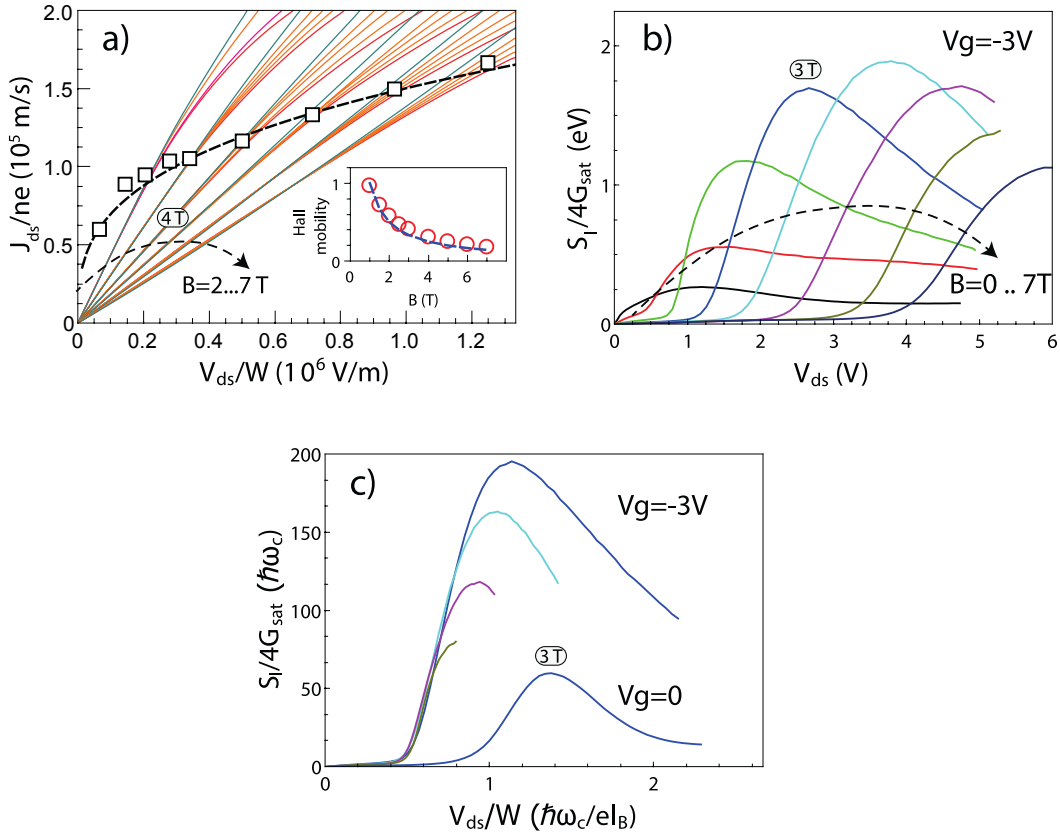 a)
2.0
1.5
1.0
0.5
0
J_ds/ne (10^5 m/s)
4 T
B=2...7 T
1
0
Hall
mobility
0
2
4
6
B (T)
0
0.2
0.4
0.6
0.8
1.0
1.2
V_ds/W (10^6 V/m)
b)
Vg=-3V
3 T
2
1
0
S_I/4G_sat (eV)
B=0 .. 7T
0
1
2
3
4
5
6
V_ds (V)
c)
200
150
100
50
0
S_I/4G_sat (ℏω_c)
Vg=-3V
3 T
Vg=0
0
1
2
V_ds/W (ℏω_c/el_B)